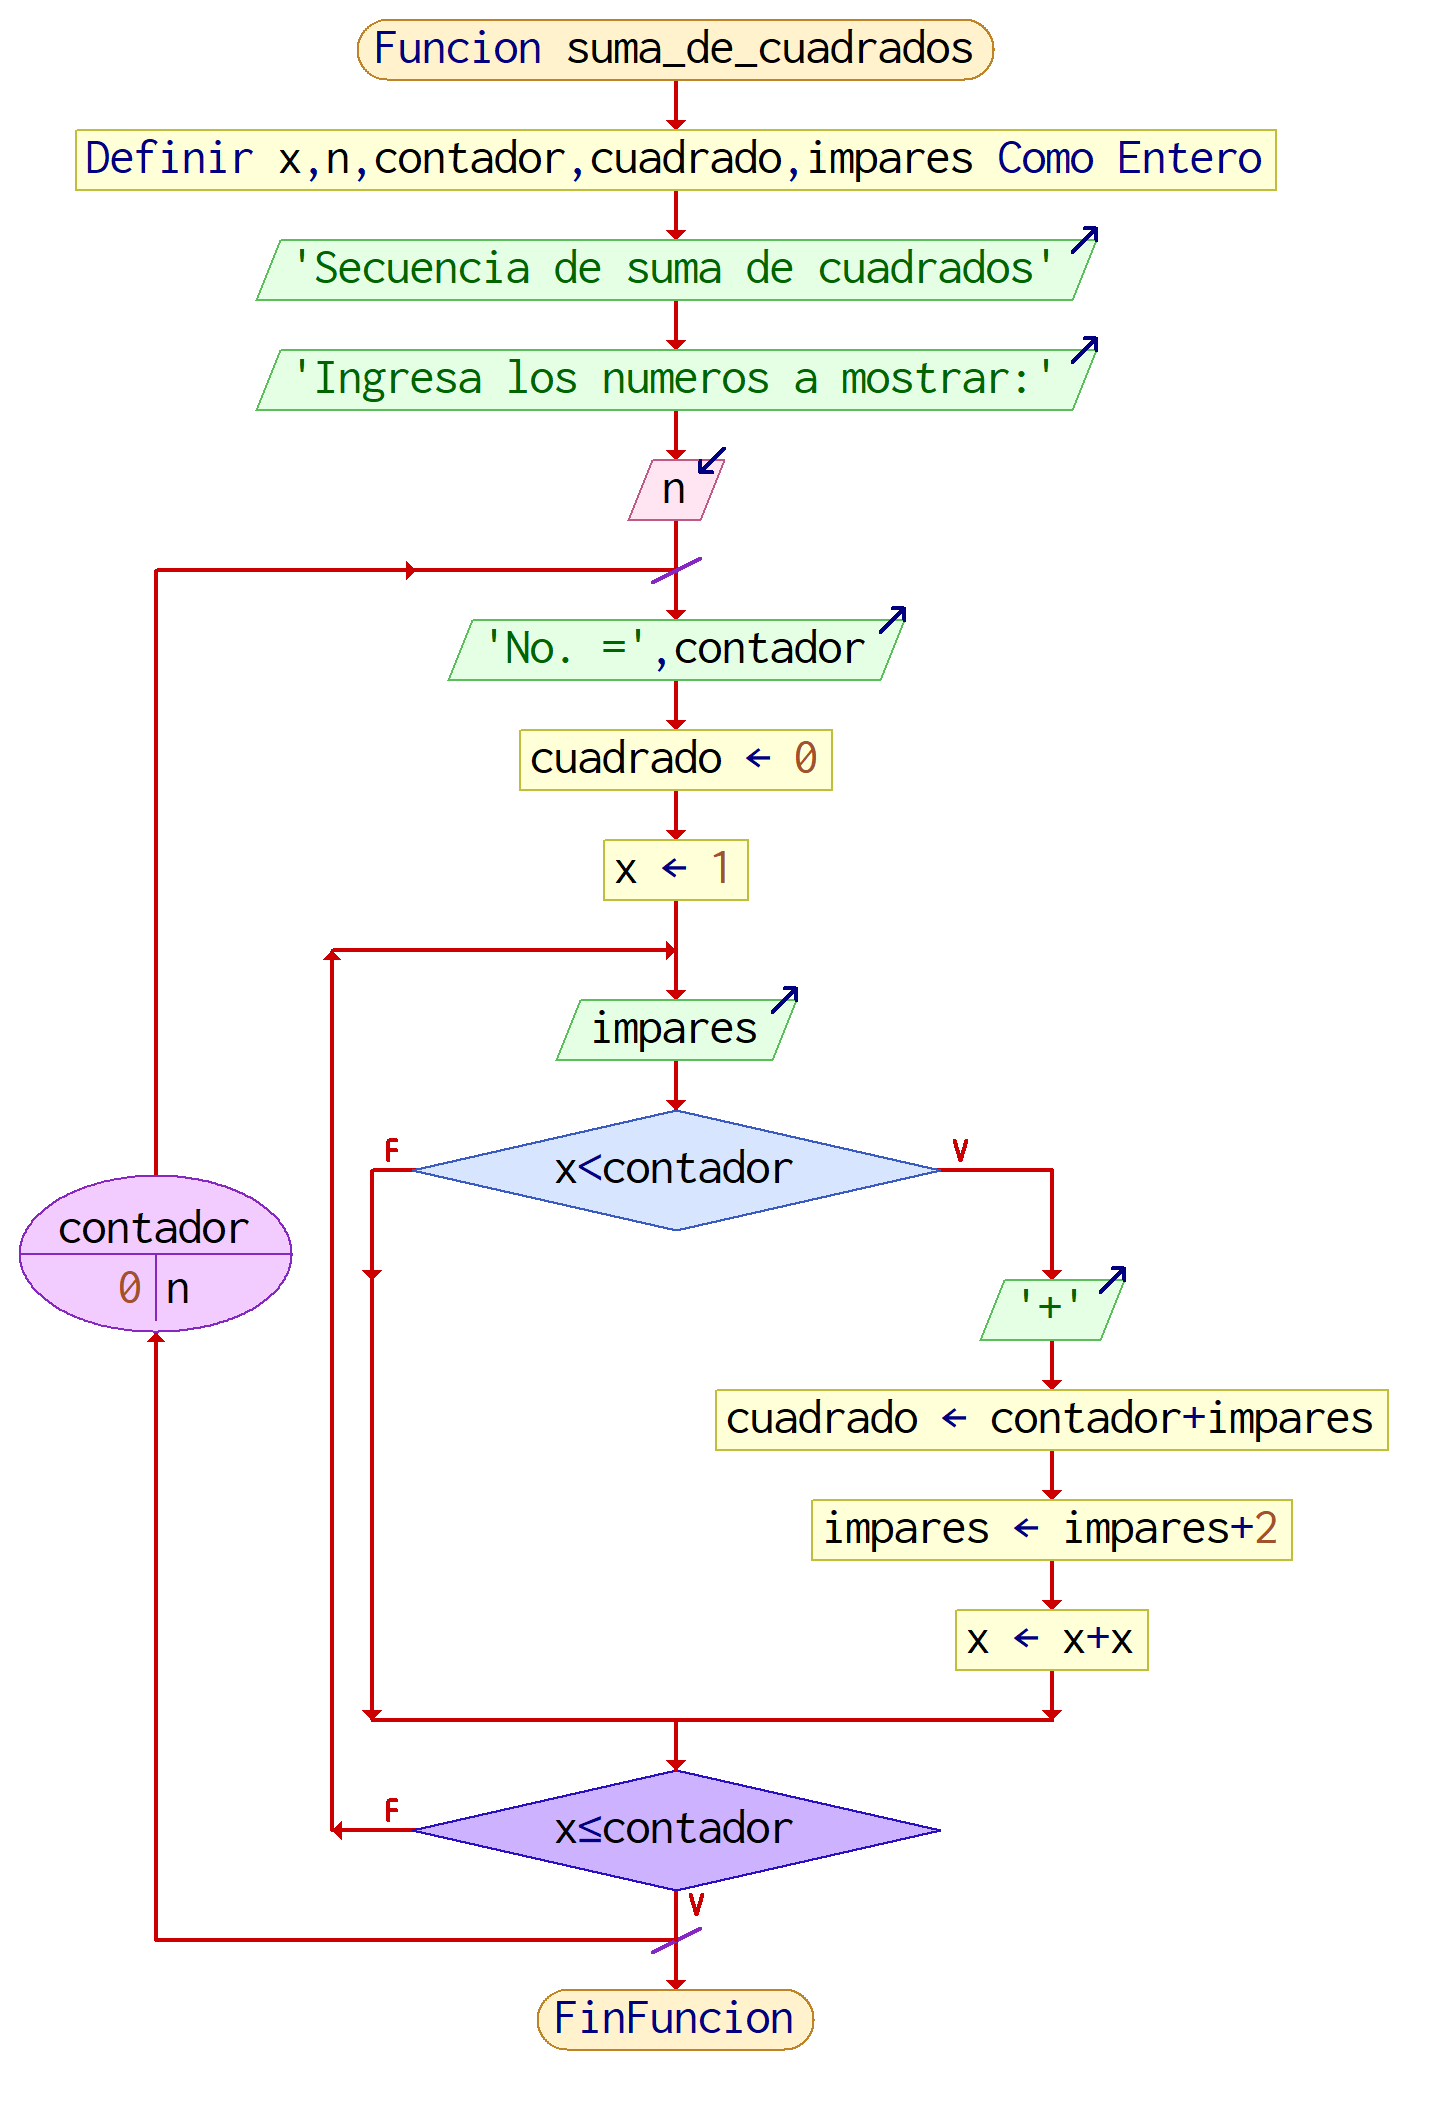 Funcion suma_de_cuadrados
Definir x,n,contador,cuadrado,impares Como Entero
'Secuencia de suma de cuadrados'
'Ingresa los numeros a mostrar:'
n
'No. =',contador
cuadrado ← 0
x ← 1
impares
F
x<contador
V
contador
0
n
'+'
cuadrado ← contador+impares
impares ← impares+2
x ← x+x
F
x≤contador
V
FinFuncion